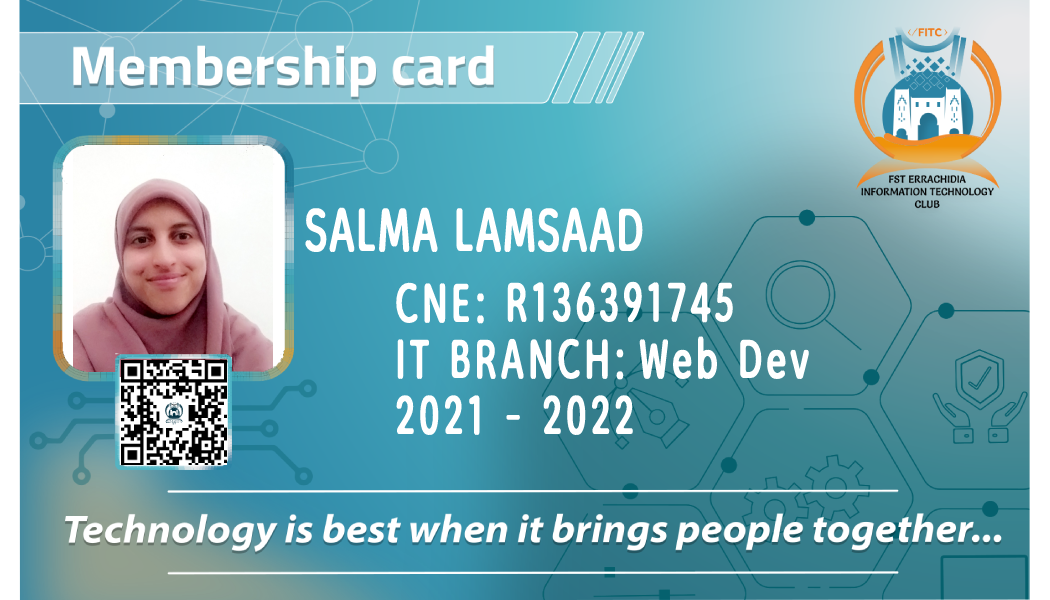 Membership card
</FITC>
FST ERRACHIDIA
INFORMATION TECHNOLOGY
CLUB
SALMA LAMSAAD
CNE: R136391745
IT BRANCH: Web Dev
2021 - 2022
Technology is best when it brings people together...